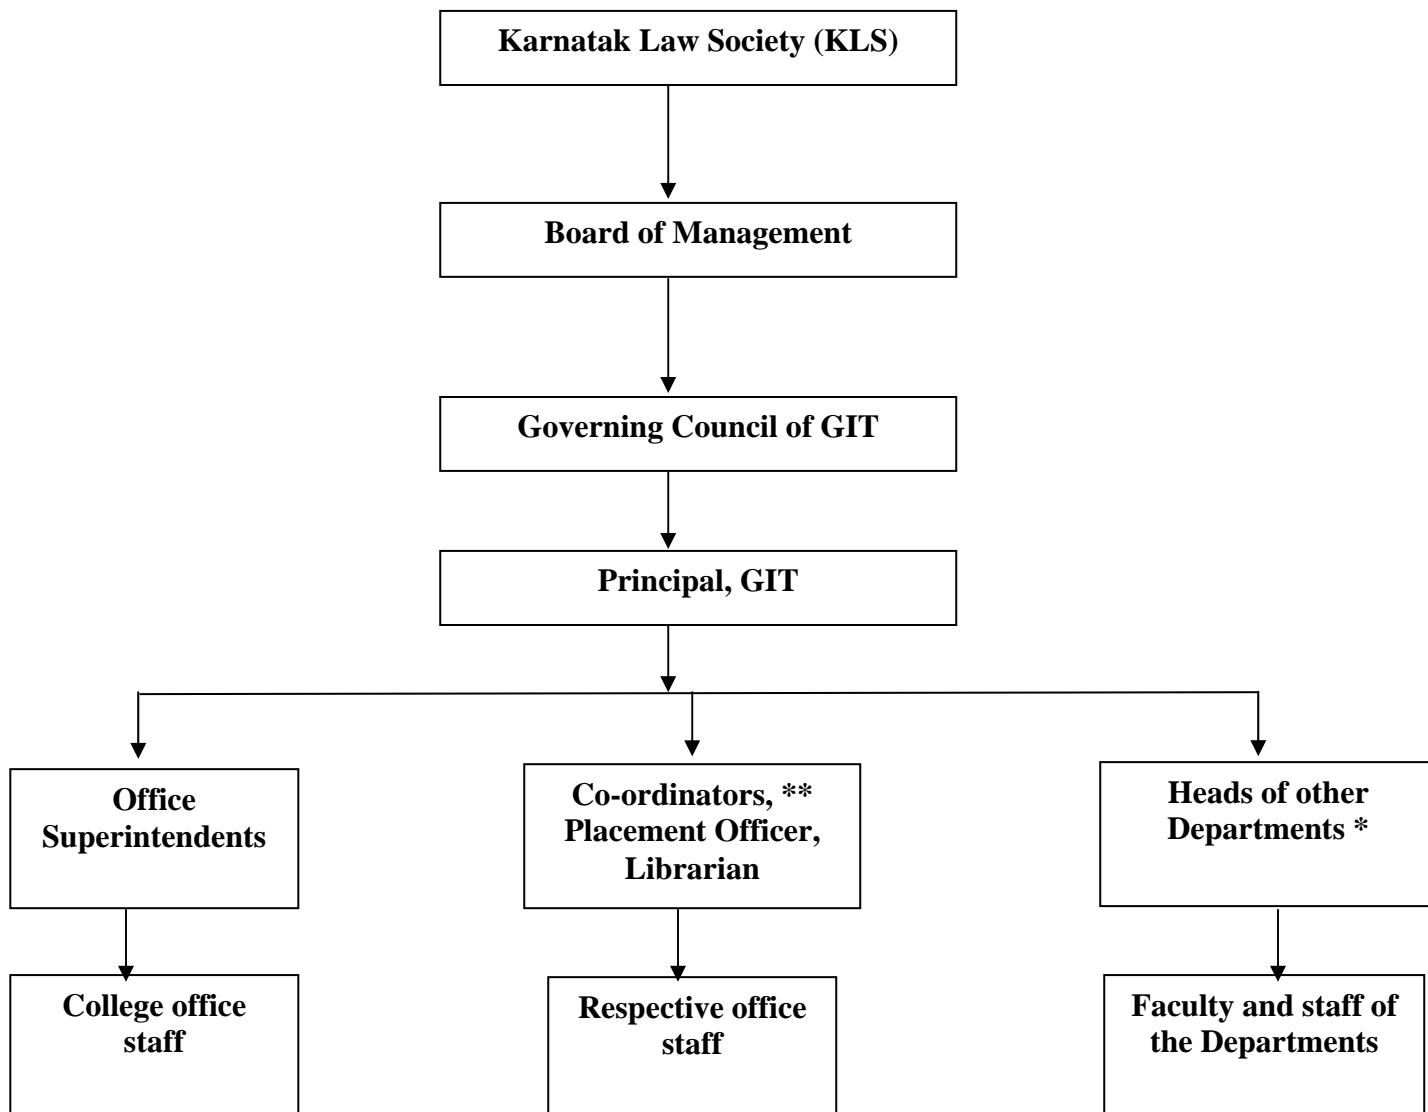 Karnatak Law Society (KLS)
Board of Management
Governing Council of GIT
Principal, GIT
Office
Superintendents
Co-ordinators, **
Placement Officer,
Librarian
Heads of other
Departments *
College office
staff
Respective office
staff
Faculty and staff of
the Departments